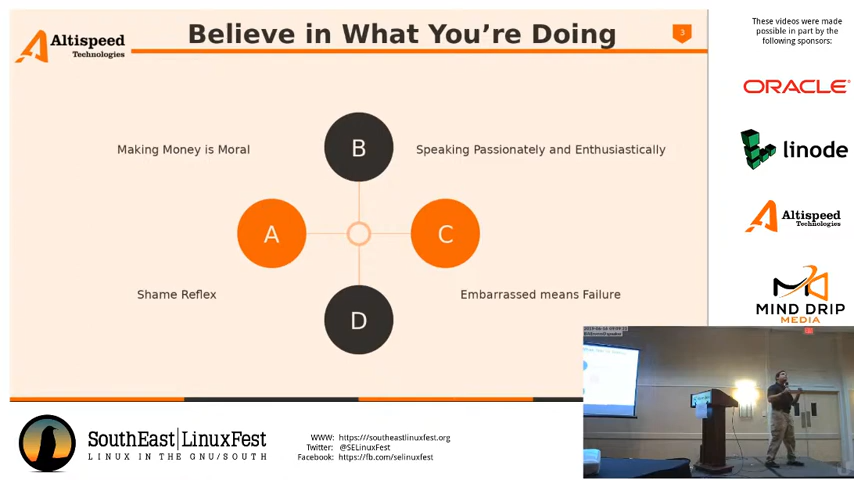 Altispeed
Technologies
Believe in What You're Doing
3
Making Money is Moral
B
Speaking Passionately and Enthusiastically
A
C
Shame Reflex
D
Embarrassed means Failure
These videos were made
possible in part by the
following sponsors:
ORACLE
linode
Altispeed
Technologies
MIND DRIP
MEDIA
SouthEast|LinuxFest
LINUX IN THE GNU/SOUTH
WWW: https:///southeastlinuxfest.org
Twitter: @SELinuxFest
Facebook: https://fb.com/selinuxfest